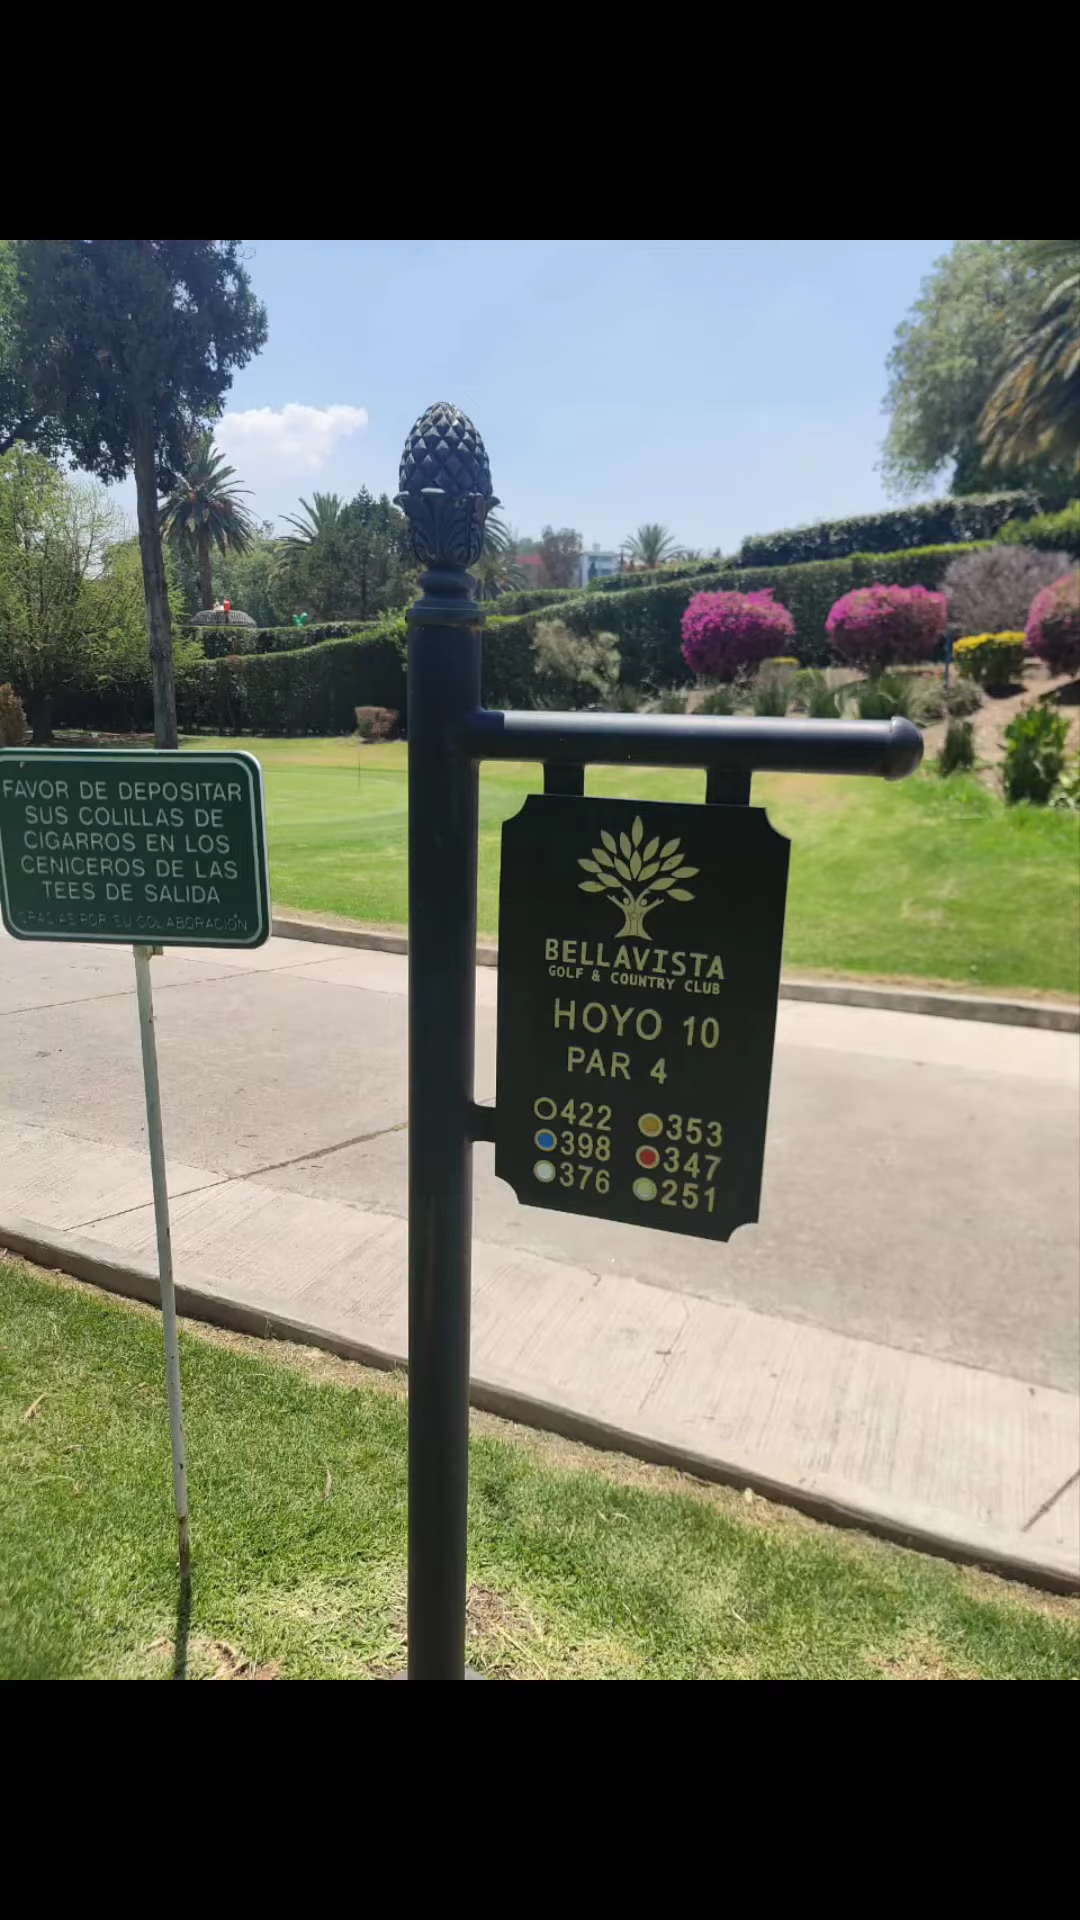 FAVOR DE DEPOSITAR
SUS COLILLAS DE
CIGARROS EN LOS
CENICEROS DE LAS
TEES DE SALIDA
GRACIAS POR SU COLABORACIÓN
BELLAVISTA
GOLF & COUNTRY CLUB
HOYO 10
PAR 4
422 353
398 347
376 251